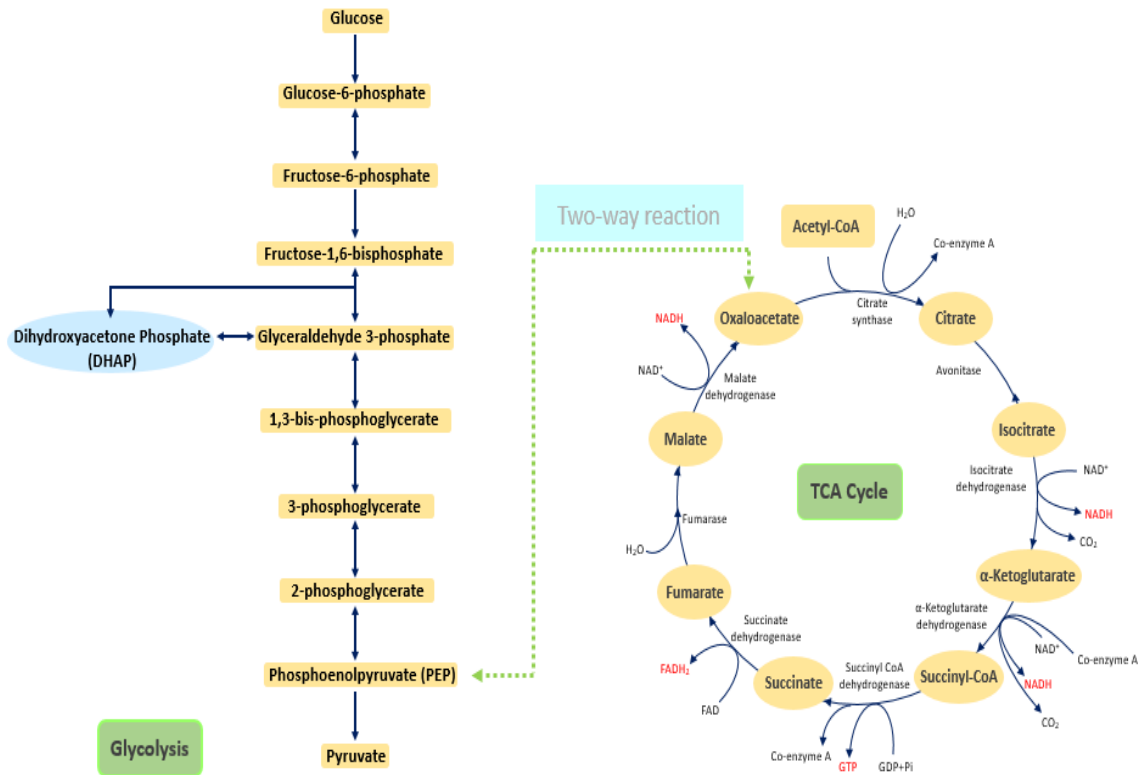 Glucose
Glucose-6-phosphate
Fructose-6-phosphate
Fructose-1,6-bisphosphate
Dihydroxyacetone Phosphate
(DHAP)
Glyceraldehyde 3-phosphate
1,3-bis-phosphoglycerate
3-phosphoglycerate
2-phosphoglycerate
Phosphoenolpyruvate (PEP)
Pyruvate
Glycolysis
Two-way reaction
Acetyl-CoA
H₂O
Co-enzyme A
Citrate
synthase
Oxaloacetate
Citrate
Avonitase
Isocitrate
Isocitrate
dehydrogenase
NAD⁺
NADH
CO₂
α-Ketoglutarate
α-Ketoglutarate
dehydrogenase
NAD⁺
Co-enzyme A
NADH
CO₂
Succinyl-CoA
Succinyl CoA
dehydrogenase
Co-enzyme A
GTP
GDP+Pi
Succinate
Succinate
dehydrogenase
FADH₂
FAD
Fumarate
Fumarase
H₂O
Malate
Malate
dehydrogenase
NADH
NAD⁺
TCA Cycle